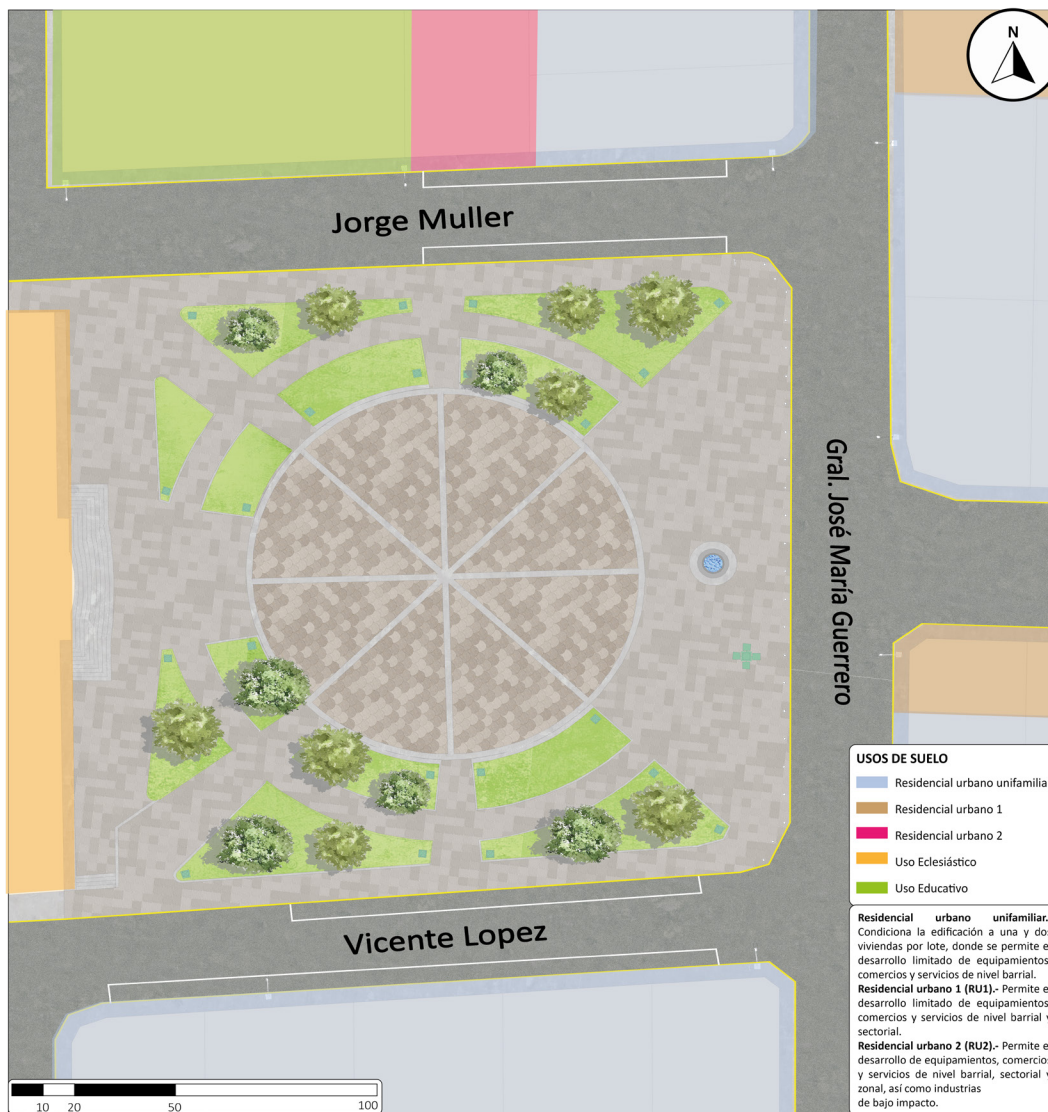 N
Jorge Muller
Gral. José María Guerrero
Vicente Lopez
USOS DE SUELO
Residencial urbano unifamilia
Residencial urbano 1
Residencial urbano 2
Uso Eclesiástico
Uso Educativo
Residencial urbano unifamiliar.
Condiciona la edificación a una y dos
viviendas por lote, donde se permite e
desarrollo limitado de equipamientos
comercios y servicios de nivel barrial.
Residencial urbano 1 (RU1).- Permite e
desarrollo limitado de equipamientos
comercios y servicios de nivel barrial y
sectorial.
Residencial urbano 2 (RU2).- Permite e
desarrollo de equipamientos, comercios
y servicios de nivel barrial, sectorial y
zonal, así como industrias
de bajo impacto.
10 20 50 100